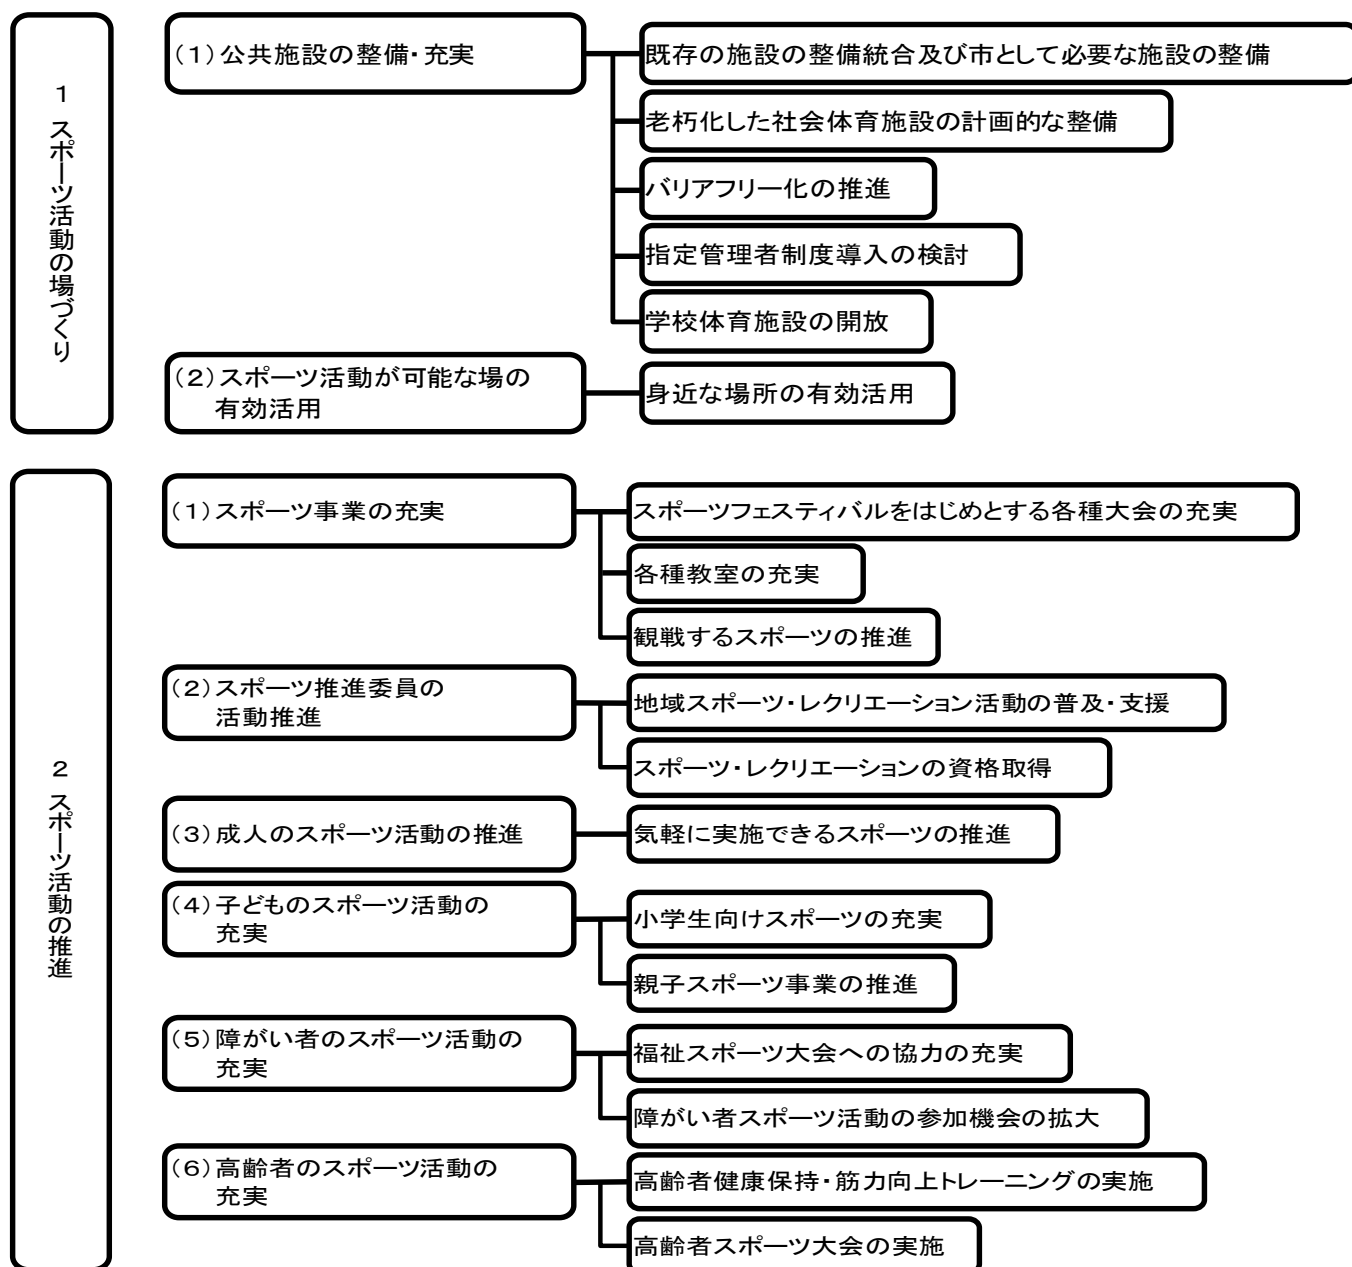 1 スポーツ活動の場づくり
(1)公共施設の整備・充実
既存の施設の整備統合及び市として必要な施設の整備
老朽化した社会体育施設の計画的な整備
バリアフリー化の推進
指定管理者制度導入の検討
学校体育施設の開放
(2)スポーツ活動が可能な場の
有効活用
身近な場所の有効活用
2 スポーツ活動の推進
(1)スポーツ事業の充実
スポーツフェスティバルをはじめとする各種大会の充実
各種教室の充実
観戦するスポーツの推進
(2)スポーツ推進委員の
活動推進
地域スポーツ・レクリエーション活動の普及・支援
スポーツ・レクリエーションの資格取得
(3)成人のスポーツ活動の推進
気軽に実施できるスポーツの推進
(4)子どものスポーツ活動の
充実
小学生向けスポーツの充実
親子スポーツ事業の推進
(5)障がい者のスポーツ活動の
充実
福祉スポーツ大会への協力の充実
障がい者スポーツ活動の参加機会の拡大
(6)高齢者のスポーツ活動の
充実
高齢者健康保持・筋力向上トレーニングの実施
高齢者スポーツ大会の実施